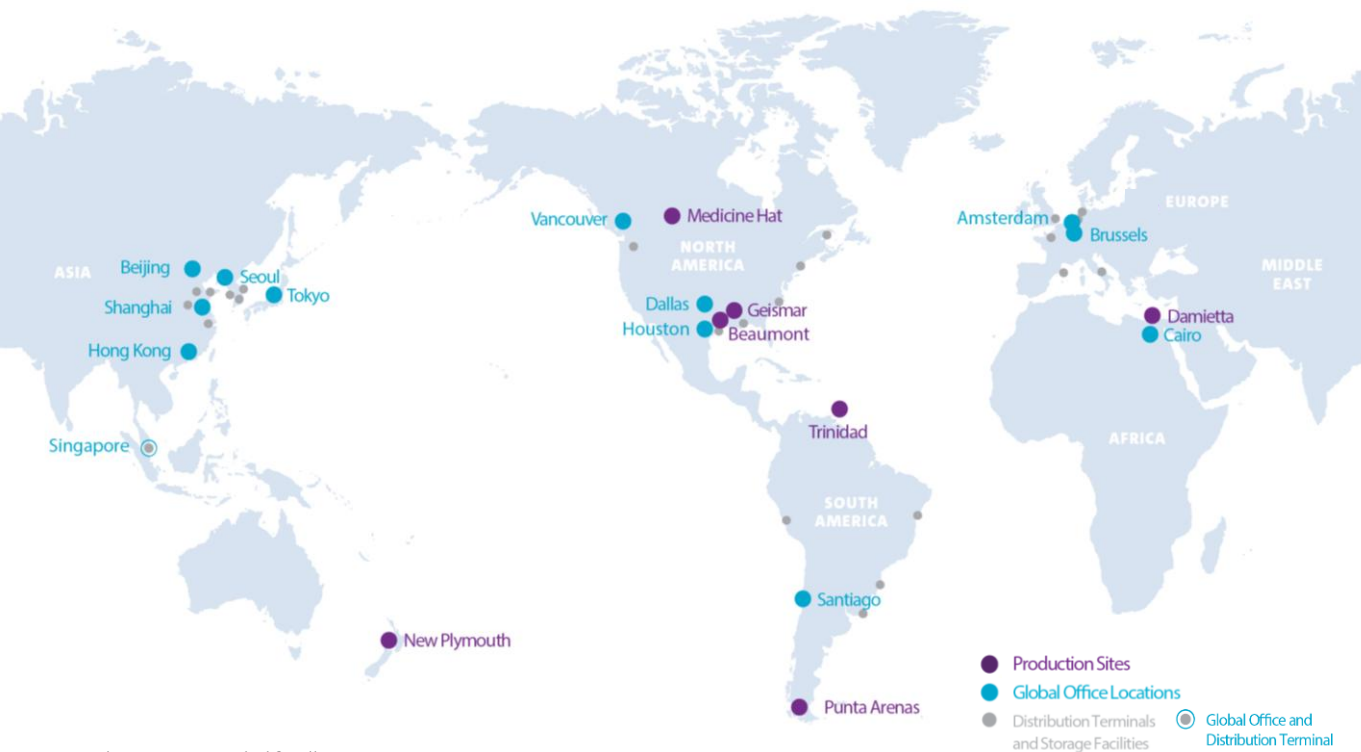 EUROPE
Vancouver
Medicine Hat
Amsterdam
Brussels
NORTH
AMERICA
ASIA
Beijing
Seoul
Tokyo
MIDDLE
EAST
Shanghai
Dallas
Geismar
Houston
Beaumont
Damietta
Cairo
Hong Kong
Trinidad
Singapore
AFRICA
SOUTH
AMERICA
Santiago
New Plymouth
Punta Arenas
Production Sites
Global Office Locations
Distribution Terminals
and Storage Facilities
Global Office and
Distribution Terminal